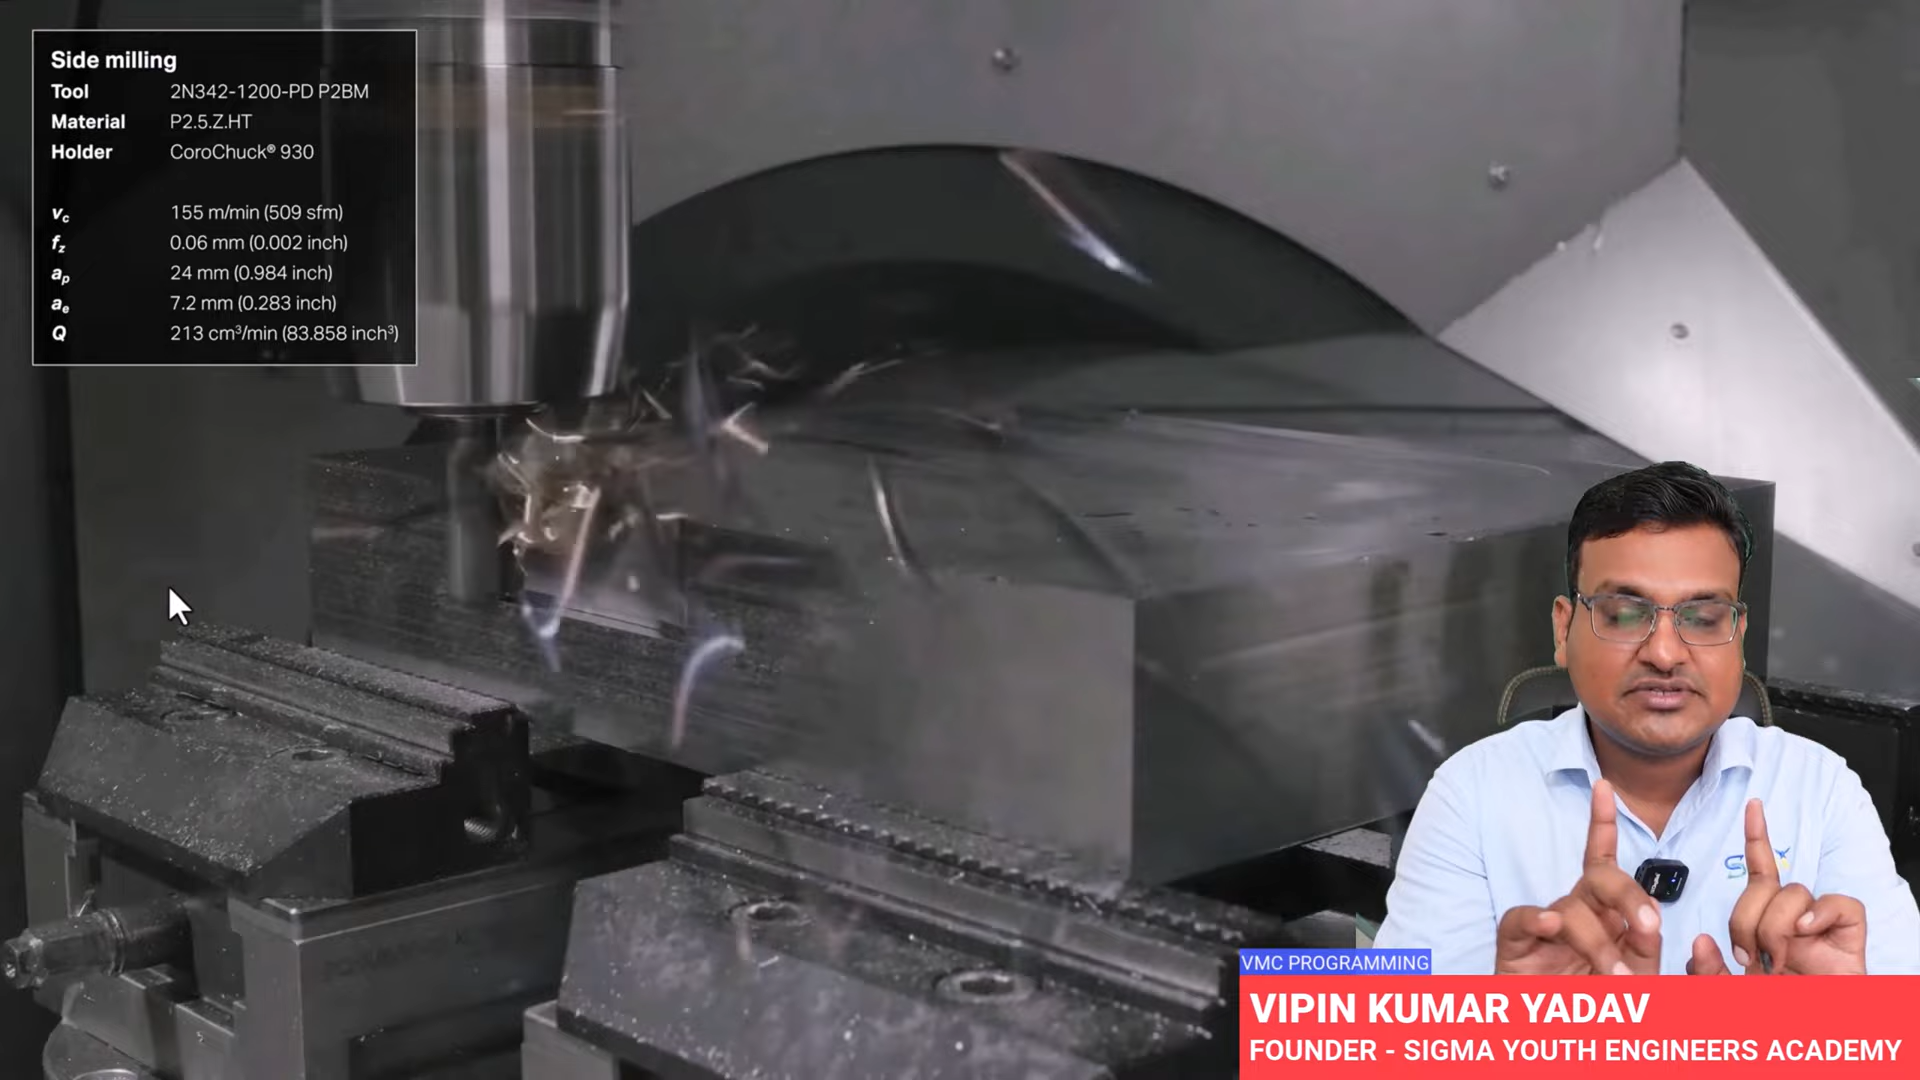 Side milling
Tool 2N342-1200-PD P2BM
Material P2.5.Z.HT
Holder CoroChuck® 930
vc 155 m/min (509 sfm)
fz 0.06 mm (0.002 inch)
ap 24 mm (0.984 inch)
ae 7.2 mm (0.283 inch)
Q 213 cm³/min (83.858 inch³)
VMC PROGRAMMING
VIPIN KUMAR YADAV
FOUNDER - SIGMA YOUTH ENGINEERS ACADEMY